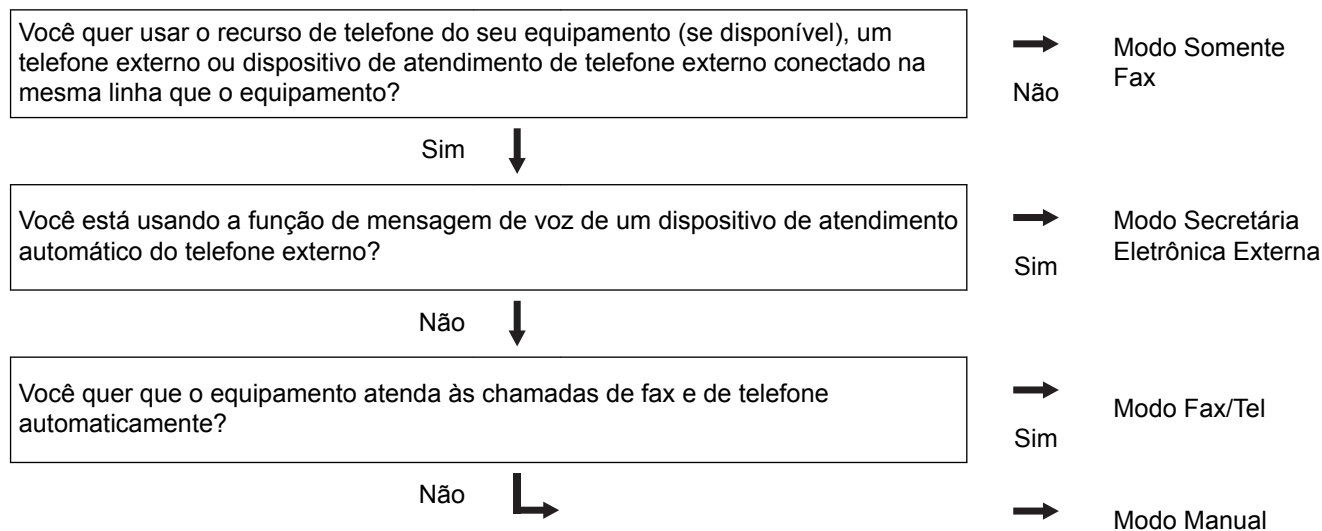 Você quer usar o recurso de telefone do seu equipamento (se disponível), um
telefone externo ou dispositivo de atendimento de telefone externo conectado na
mesma linha que o equipamento?
Não
Modo Somente
Fax
Sim
Você está usando a função de mensagem de voz de um dispositivo de atendimento
automático do telefone externo?
Sim
Modo Secretária
Eletrônica Externa
Não
Você quer que o equipamento atenda às chamadas de fax e de telefone
automaticamente?
Sim
Modo Fax/Tel
Não
Modo Manual